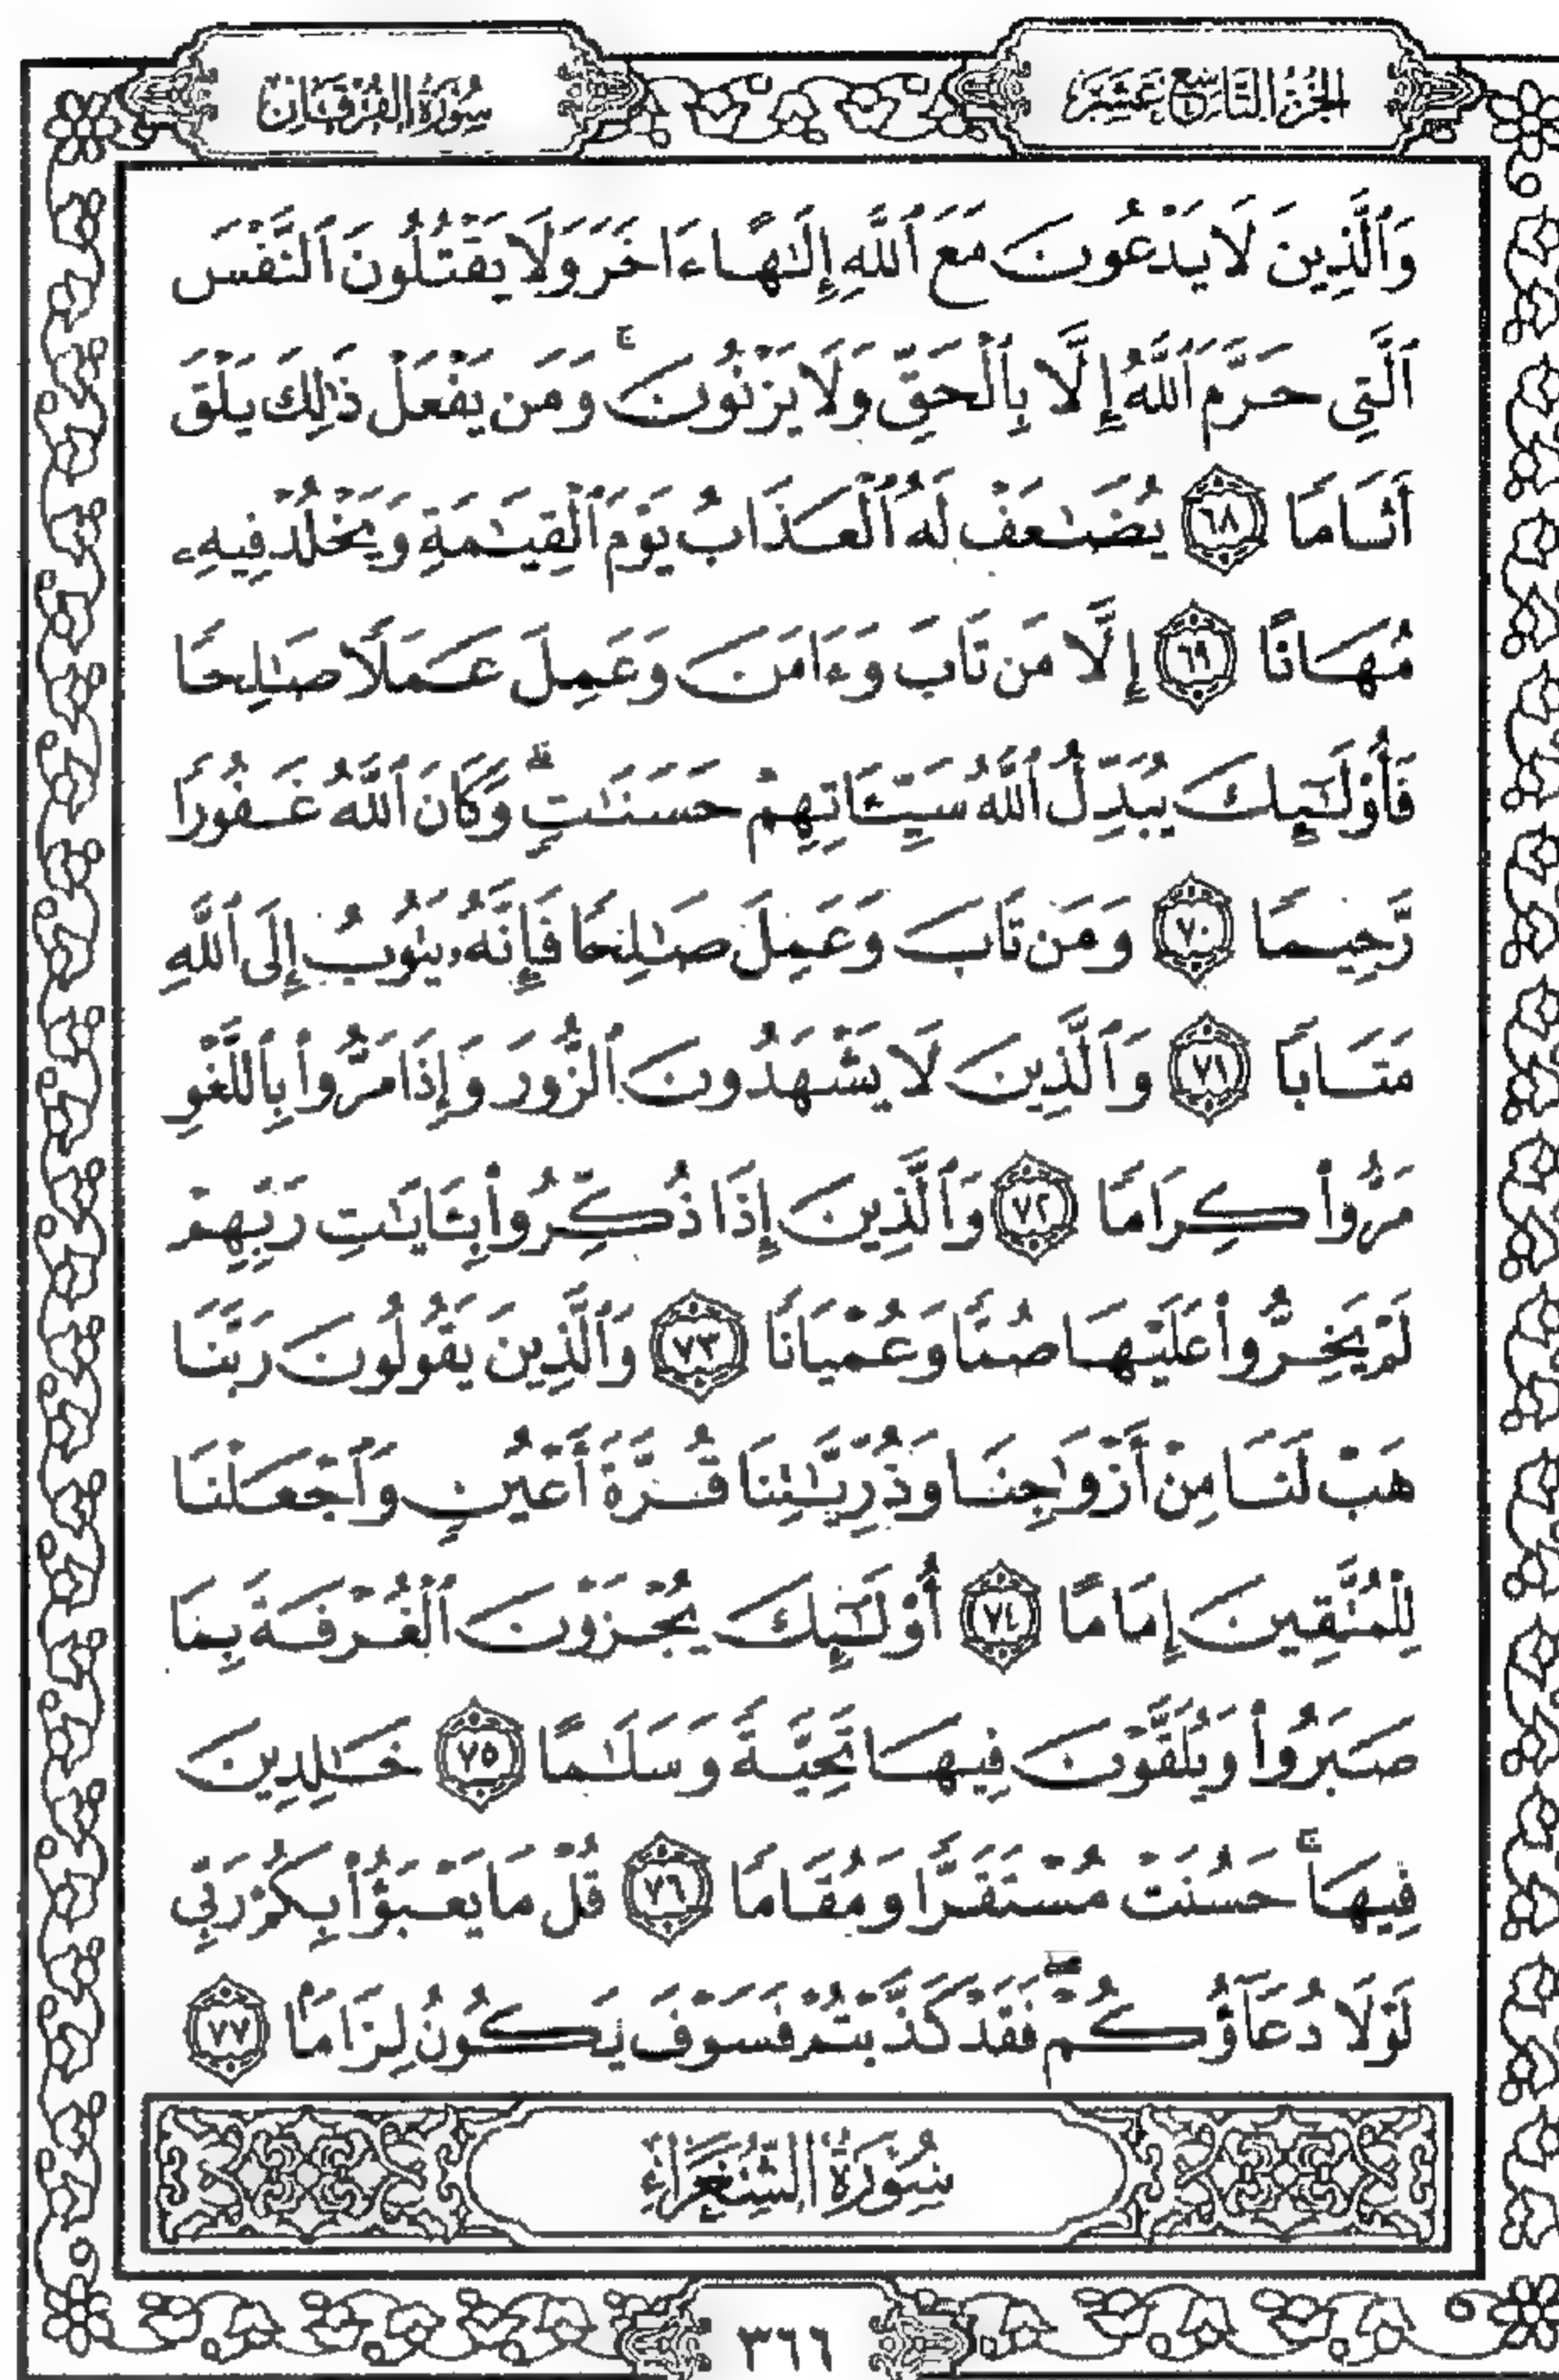 الجزء التاسع عشر
سورة الفرقان
وَٱلَّذِينَ لَا يَدْعُونَ مَعَ ٱللَّهِ إِلَـٰهًا ءَاخَرَ وَلَا يَقْتُلُونَ ٱلنَّفْسَ
ٱلَّتِى حَرَّمَ ٱللَّهُ إِلَّا بِٱلْحَقِّ وَلَا يَزْنُونَ ۚ وَمَن يَفْعَلْ ذَٰلِكَ يَلْقَ
أَثَامًا ٦٨ يُضَـٰعَفْ لَهُ ٱلْعَذَابُ يَوْمَ ٱلْقِيَـٰمَةِ وَيَخْلُدْ فِيهِۦ
مُهَانًا ٦٩ إِلَّا مَن تَابَ وَءَامَنَ وَعَمِلَ عَمَلًا صَـٰلِحًا
فَأُو۟لَـٰٓئِكَ يُبَدِّلُ ٱللَّهُ سَيِّـَٔاتِهِمْ حَسَنَـٰتٍ ۗ وَكَانَ ٱللَّهُ غَفُورًا
رَّحِيمًا ٧٠ وَمَن تَابَ وَعَمِلَ صَـٰلِحًا فَإِنَّهُۥ يَتُوبُ إِلَى ٱللَّهِ
مَتَابًا ٧١ وَٱلَّذِينَ لَا يَشْهَدُونَ ٱلزُّورَ وَإِذَا مَرُّوا۟ بِٱللَّغْوِ
مَرُّوا۟ كِرَامًا ٧٢ وَٱلَّذِينَ إِذَا ذُكِّرُوا۟ بِـَٔايَـٰتِ رَبِّهِمْ
لَمْ يَخِرُّوا۟ عَلَيْهَا صُمًّا وَعُمْيَانًا ٧٣ وَٱلَّذِينَ يَقُولُونَ رَبَّنَا
هَبْ لَنَا مِنْ أَزْوَٰجِنَا وَذُرِّيَّـٰتِنَا قُرَّةَ أَعْيُنٍ وَٱجْعَلْنَا
لِلْمُتَّقِينَ إِمَامًا ٧٤ أُو۟لَـٰٓئِكَ يُجْزَوْنَ ٱلْغُرْفَةَ بِمَا
صَبَرُوا۟ وَيُلَقَّوْنَ فِيهَا تَحِيَّةً وَسَلَـٰمًا ٧٥ خَـٰلِدِينَ
فِيهَا ۚ حَسُنَتْ مُسْتَقَرًّا وَمُقَامًا ٧٦ قُلْ مَا يَعْبَؤُا۟ بِكُمْ رَبِّى
لَوْلَا دُعَآؤُكُمْ ۖ فَقَدْ كَذَّبْتُمْ فَسَوْفَ يَكُونُ لِزَامًۢا ٧٧
سُورَةُ الشُّعَرَاءِ
٣٦٦